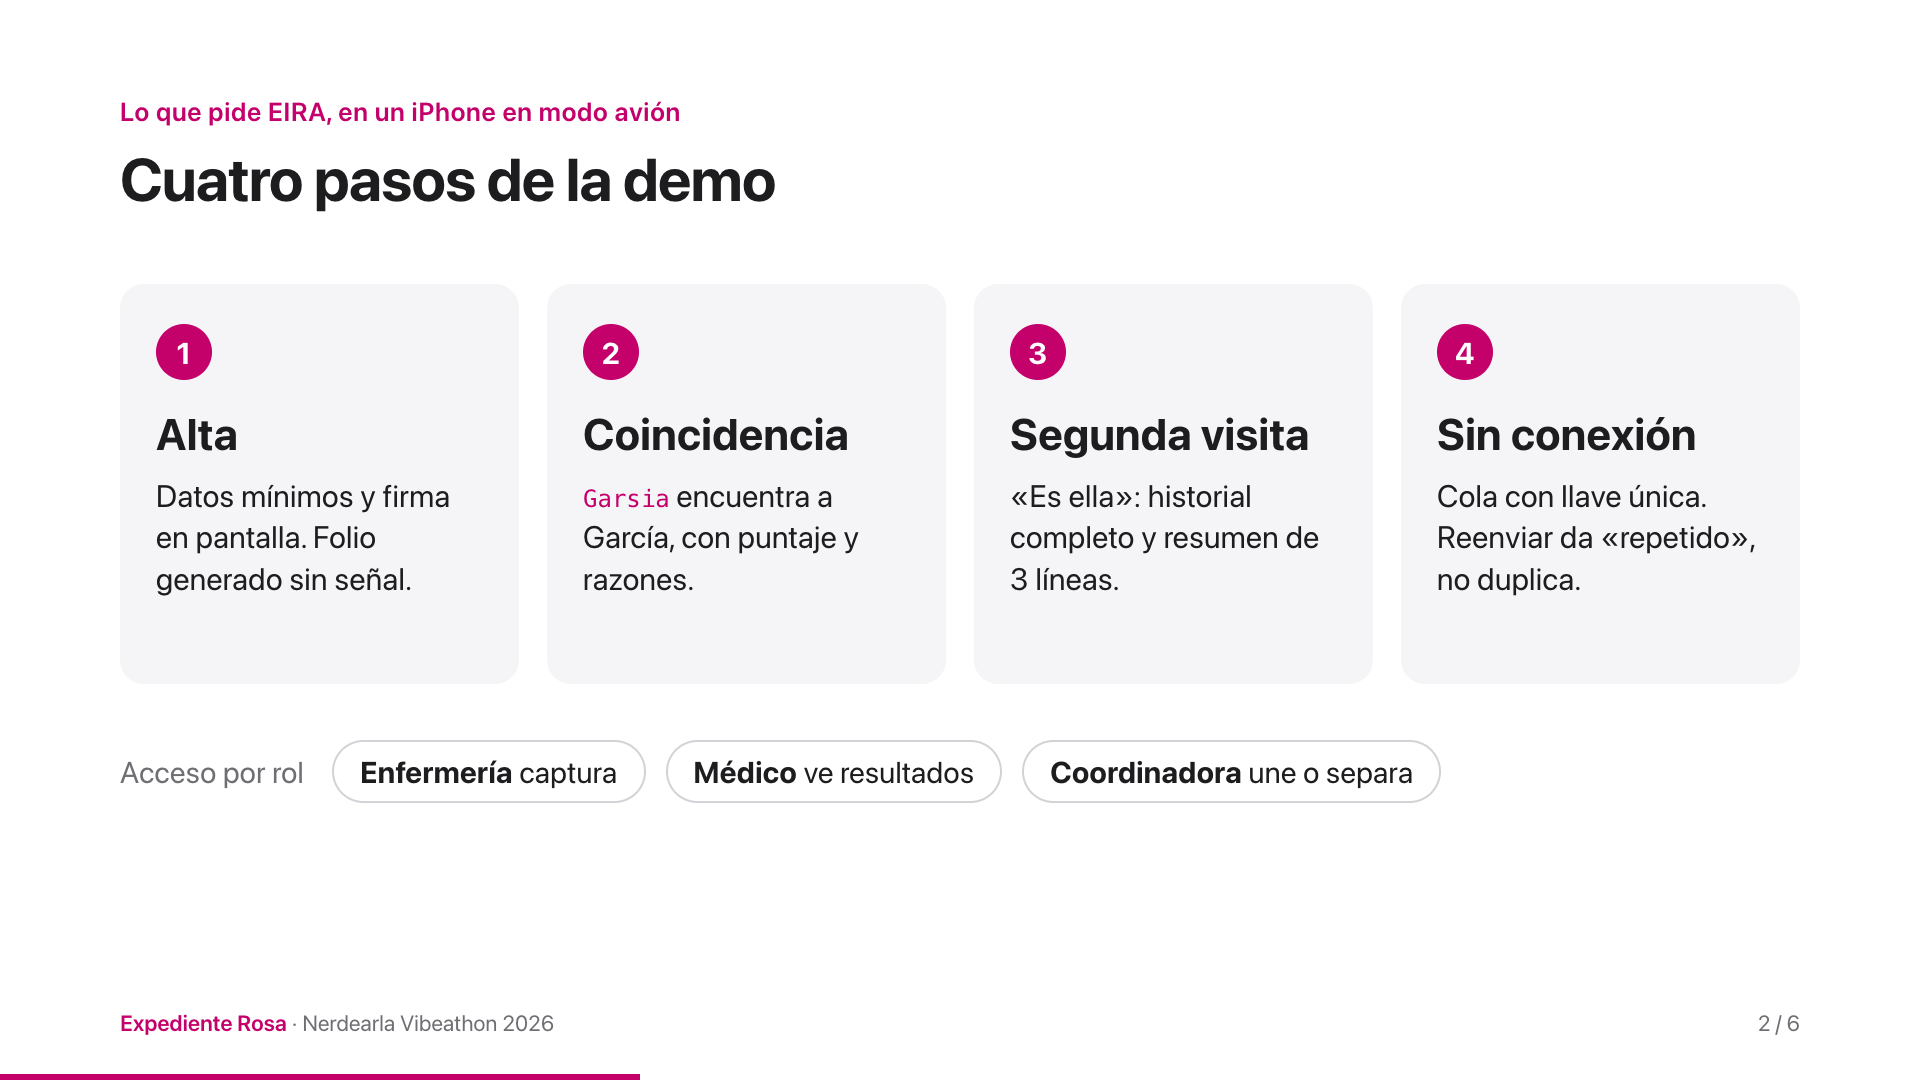 Lo que pide EIRA, en un iPhone en modo avión
Cuatro pasos de la demo
1
Alta
Datos mínimos y firma
en pantalla. Folio
generado sin señal.
2
Coincidencia
Garsia encuentra a
García, con puntaje y
razones.
3
Segunda visita
«Es ella»: historial
completo y resumen de
3 líneas.
4
Sin conexión
Cola con llave única.
Reenviar da «repetido»,
no duplica.
Acceso por rol
Enfermería captura
Médico ve resultados
Coordinadora une o separa
Expediente Rosa · Nerdearla Vibeathon 2026
2 / 6